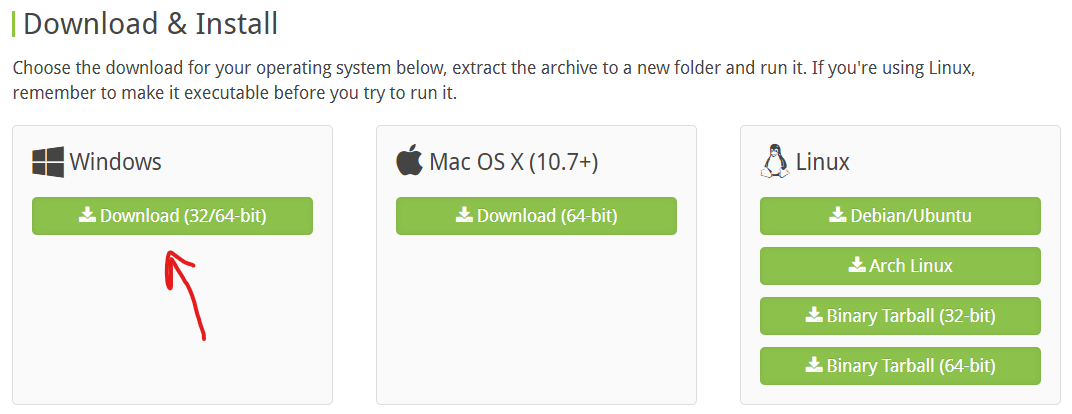 Download & Install
Choose the download for your operating system below, extract the archive to a new folder and run it. If you're using Linux,
remember to make it executable before you try to run it.
Windows
Download (32/64-bit)
Mac OS X (10.7+)
Download (64-bit)
Linux
Debian/Ubuntu
Arch Linux
Binary Tarball (32-bit)
Binary Tarball (64-bit)